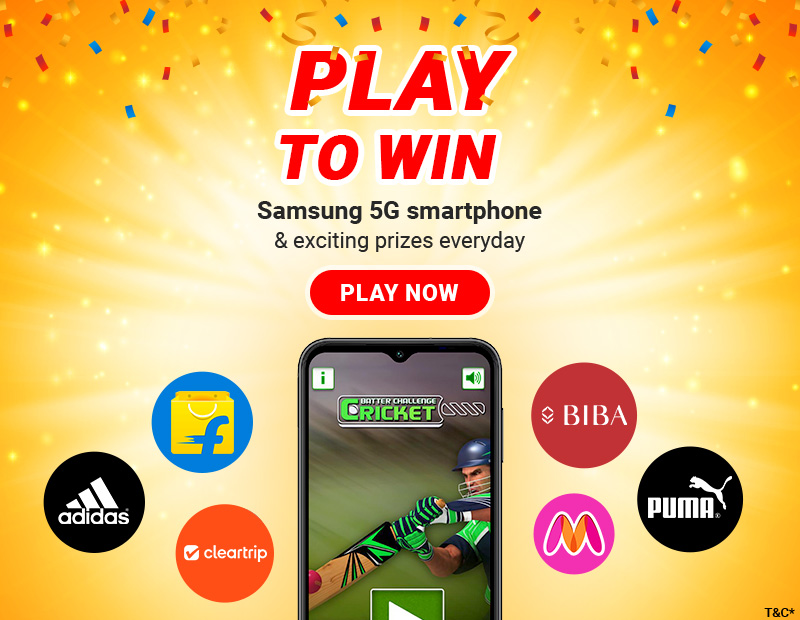 PLAY
TO WIN
Samsung 5G smartphone
& exciting prizes everyday
PLAY NOW
i
BATTER CHALLENGE
CRICKET
f
BIBA
adidas
PUMA
cleartrip
T&C*